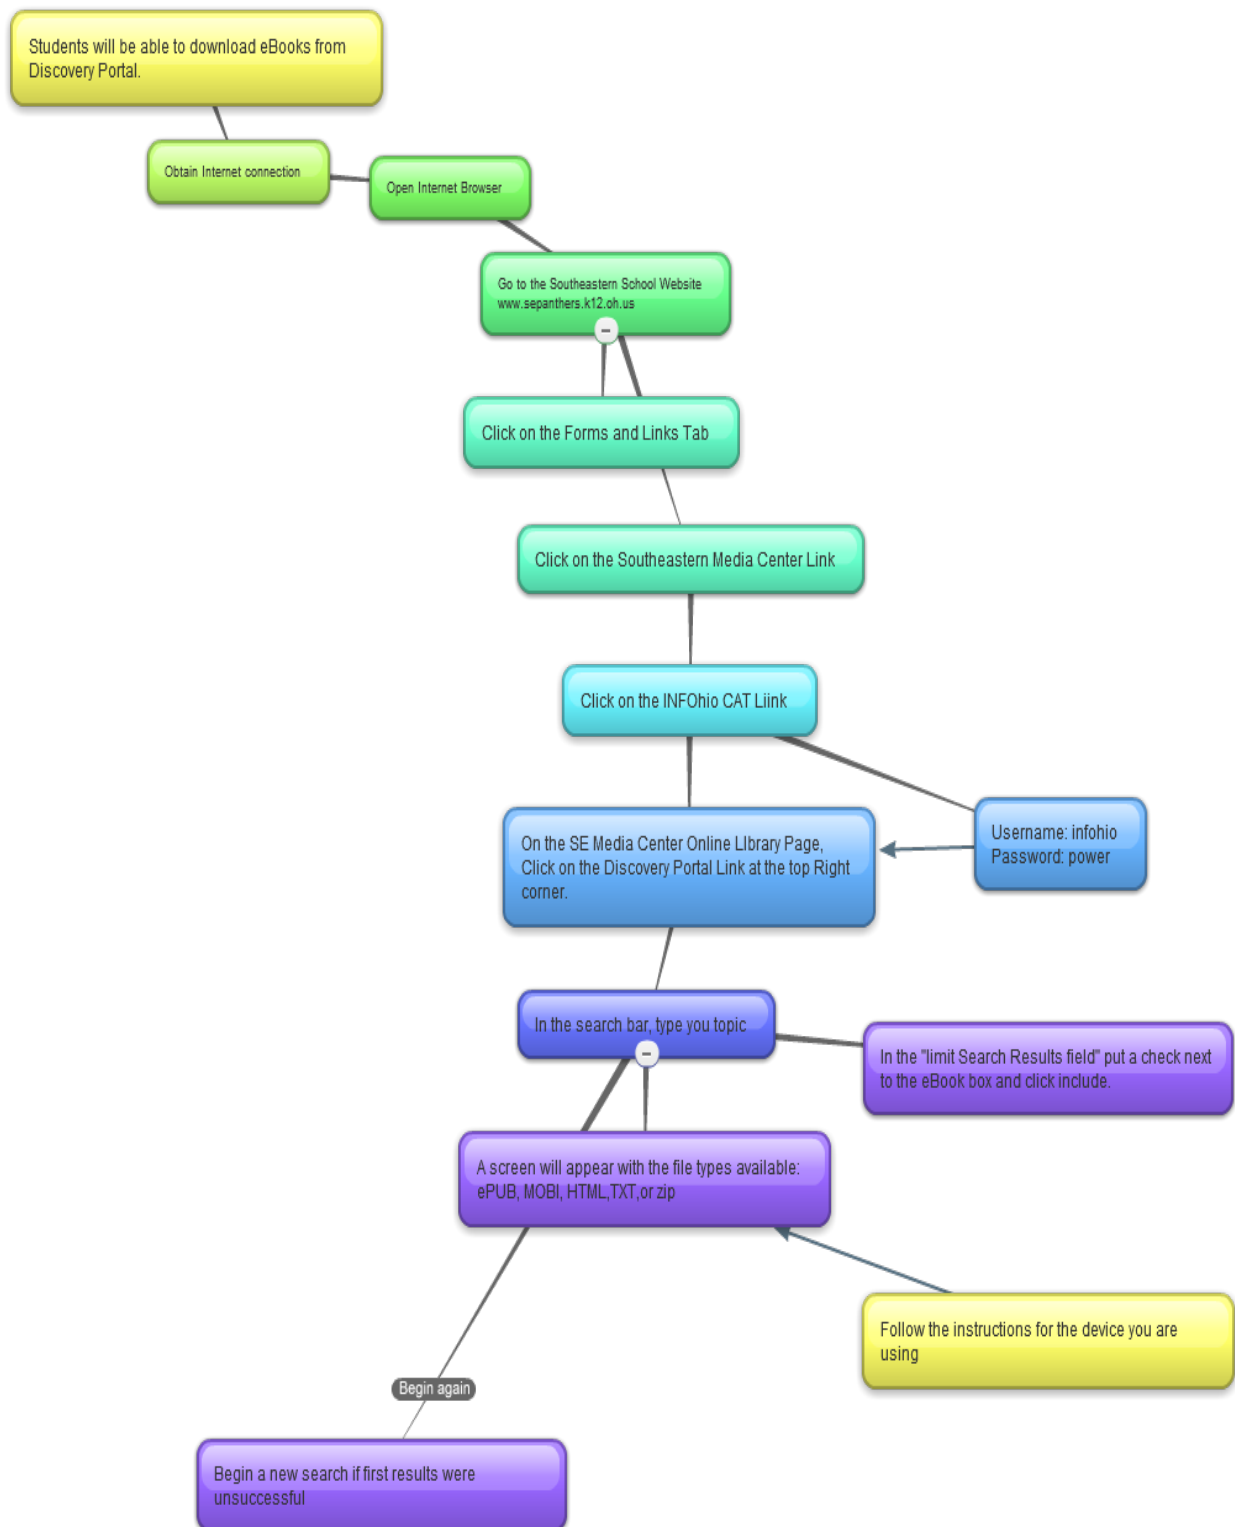 Students will be able to download eBooks from
Discovery Portal.
Obtain Internet connection
Open Internet Browser
Go to the Southeastern School Website
www.sepanthers.k12.oh.us
Click on the Forms and Links Tab
Click on the Southeastern Media Center Link
Click on the INFOhio CAT Liink
On the SE Media Center Online LIbrary Page,
Click on the Discovery Portal Link at the top Right
corner.
Username: infohio
Password: power
In the search bar, type you topic
In the "limit Search Results field" put a check next
to the eBook box and click include.
A screen will appear with the file types available:
ePUB, MOBI, HTML,TXT,or zip
Follow the instructions for the device you are
using
Begin again
Begin a new search if first results were
unsuccessful